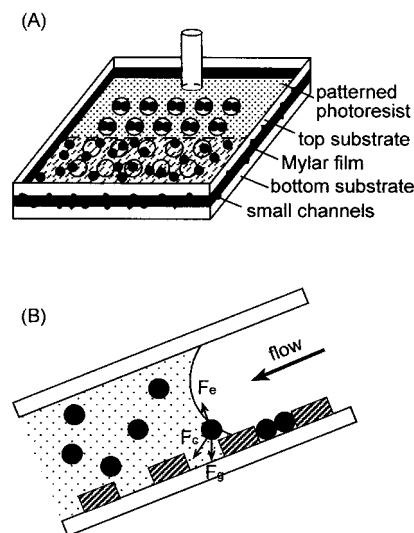 (A)
patterned
photoresist
top substrate
Mylar film
bottom substrate
small channels
(B)
flow
Fe
Fc
Fg